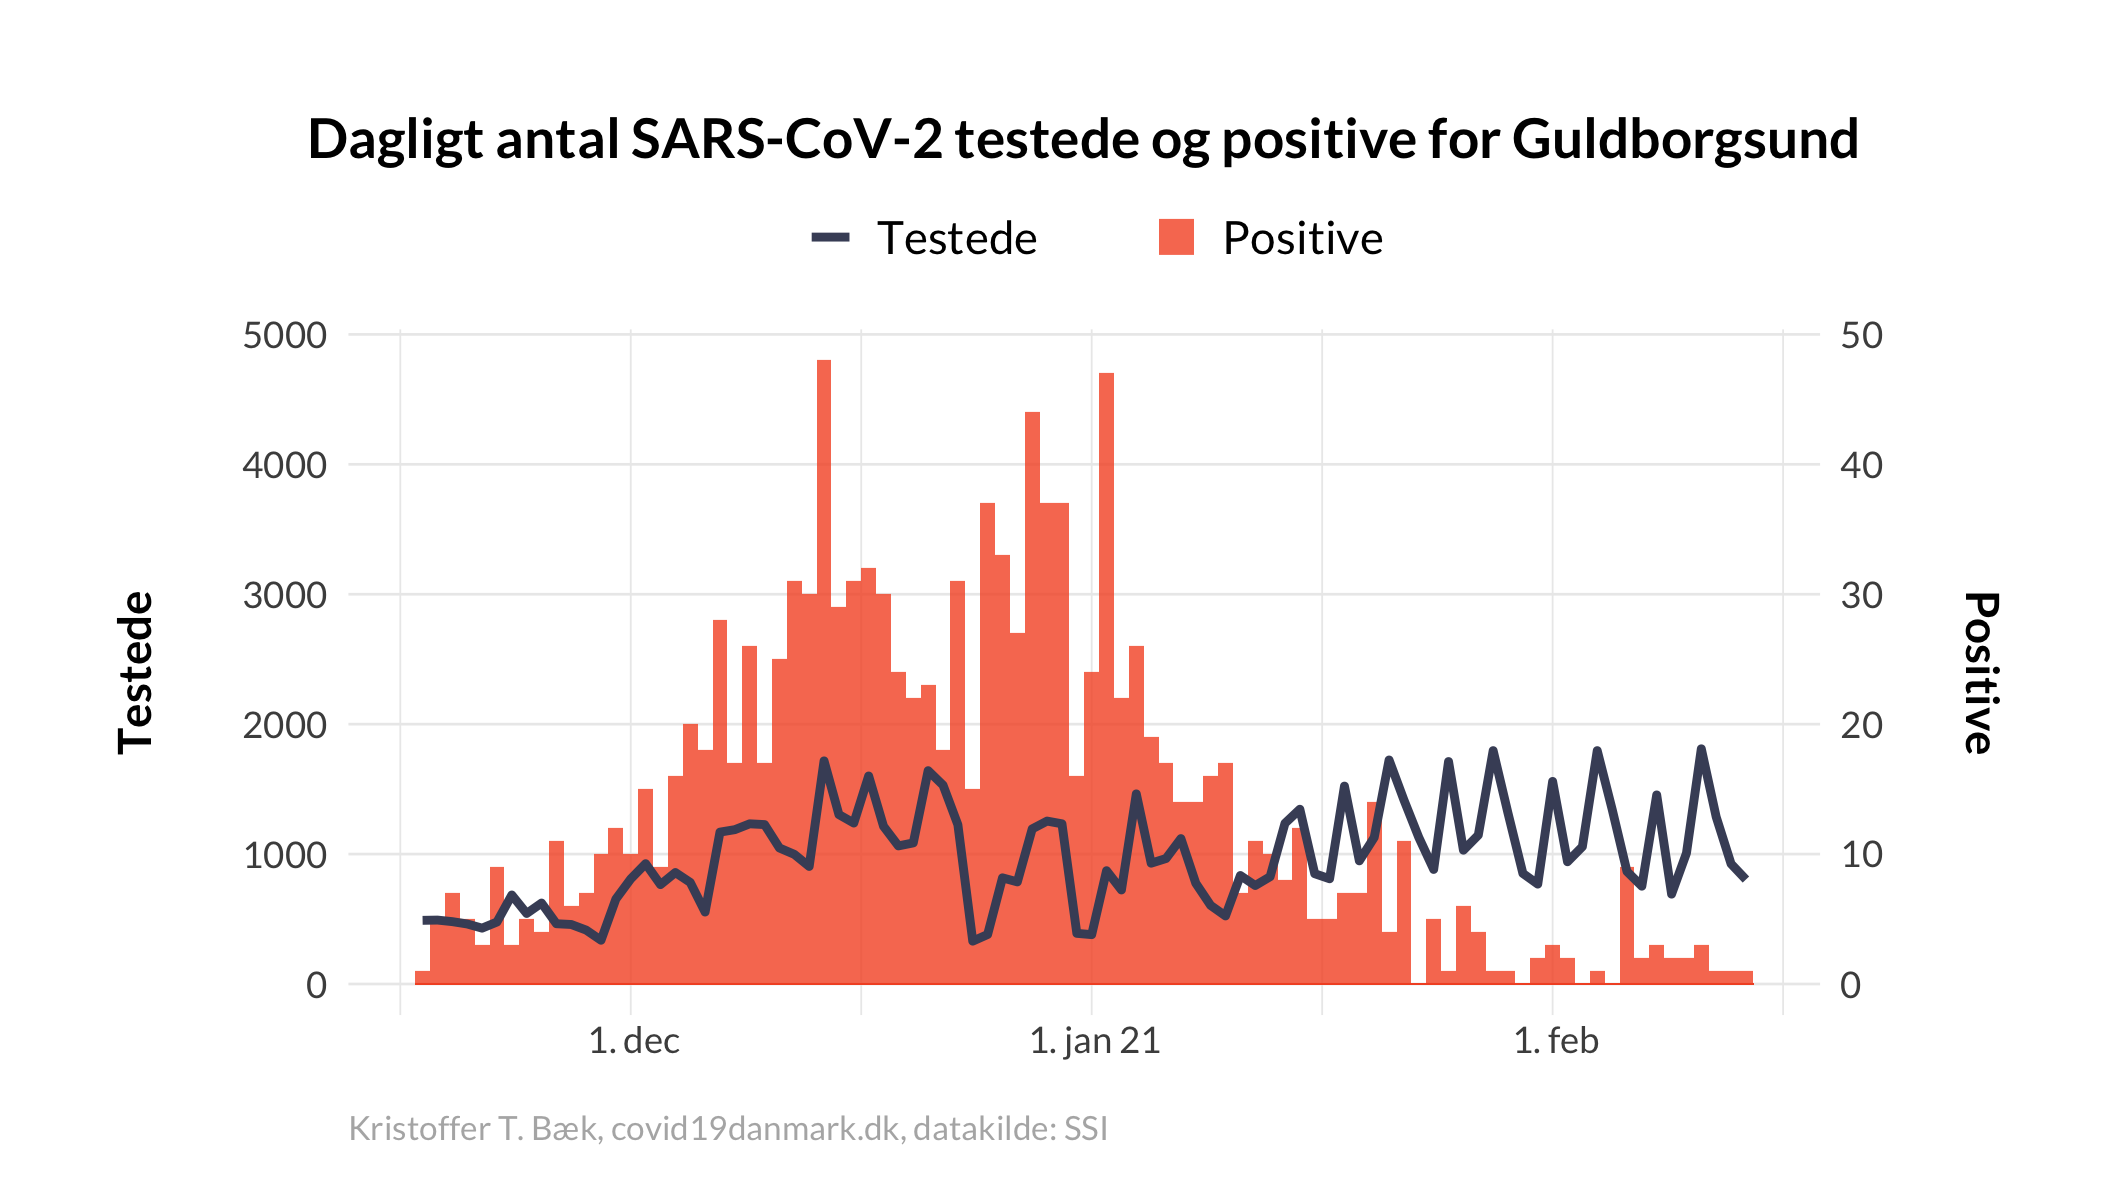 Dagligt antal SARS-CoV-2 testede og positive for Guldborgsund
Testede Positive
5000 50
4000 40
3000 30
2000 20
1000 10
0 0
Testede
Positive
1. dec 1. jan 21 1. feb
Kristoffer T. Bæk, covid19danmark.dk, datakilde: SSI